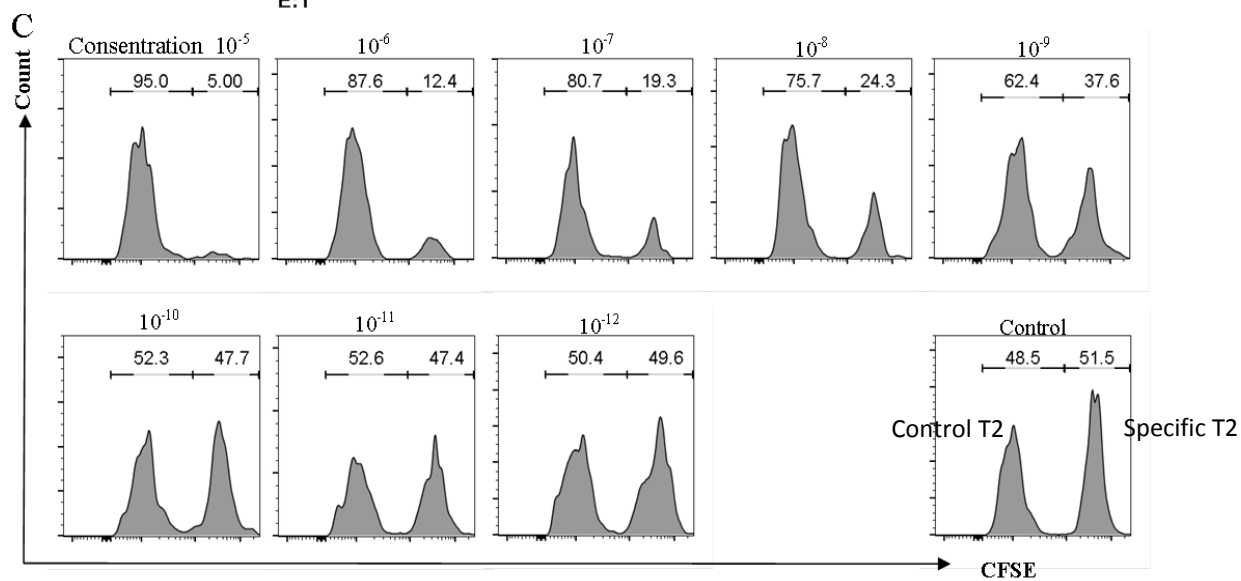 E:T
C
Consentration 10⁻⁵ 10⁻⁶ 10⁻⁷ 10⁻⁸ 10⁻⁹
95.0 5.00 87.6 12.4 80.7 19.3 75.7 24.3 62.4 37.6
Count
10⁻¹⁰ 10⁻¹¹ 10⁻¹² Control
52.3 47.7 52.6 47.4 50.4 49.6 48.5 51.5
Control T2 Specific T2
CFSE